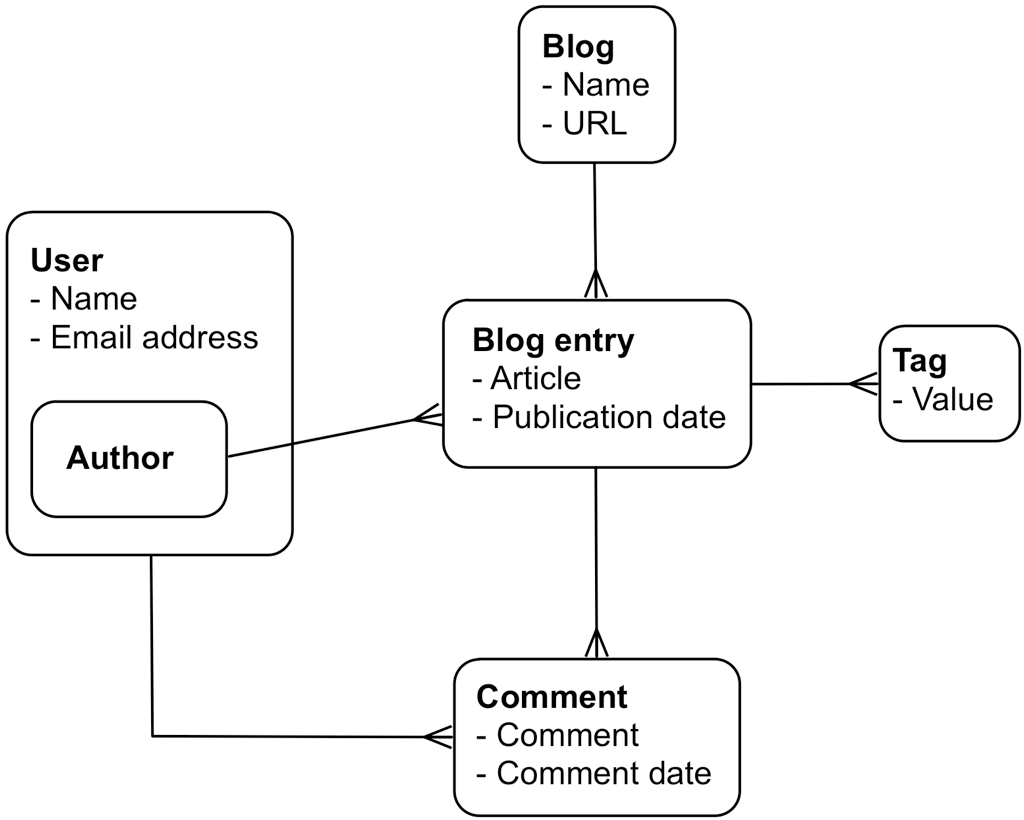 Blog
- Name
- URL
User
- Name
- Email address
Author
Blog entry
- Article
- Publication date
Tag
- Value
Comment
- Comment
- Comment date